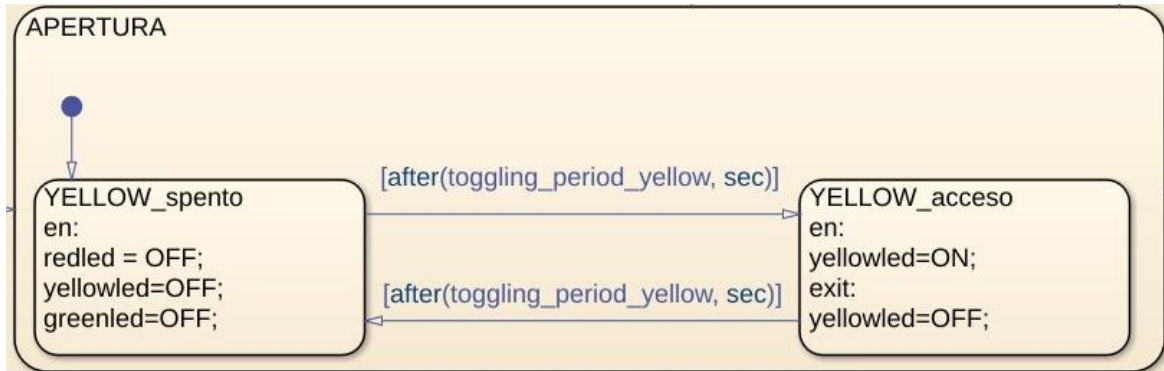 APERTURA
[after(toggling_period_yellow, sec)]
YELLOW_spento
en:
redled = OFF;
yellowled=OFF;
greenled=OFF;
YELLOW_acceso
en:
yellowled=ON;
exit:
yellowled=OFF;
[after(toggling_period_yellow, sec)]